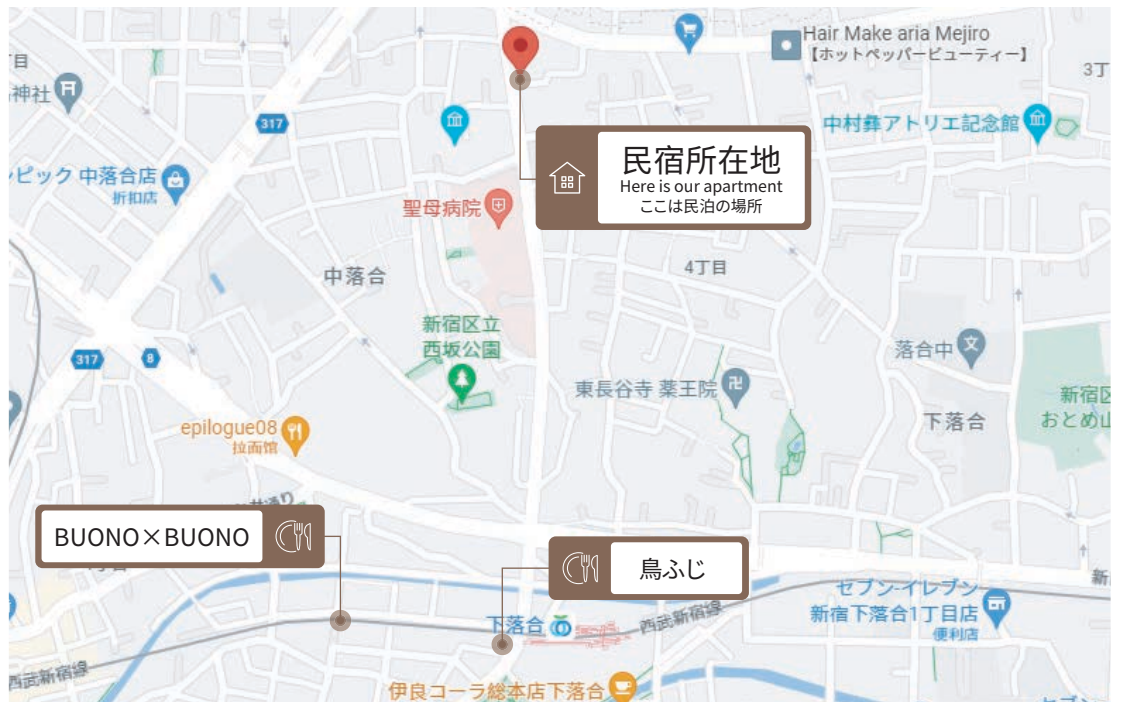 Hair Make aria Mejiro
【ホットペッパービューティー】
目
3丁
神社
317
中村彝アトリエ記念館
民宿所在地
Here is our apartment
ここは民泊の場所
ピック 中落合店
折扣店
聖母病院
4丁目
中落合
新宿区立
西坂公園
317
8
落合中
東長谷寺 薬王院
新宿区
おとめ山
下落合
epilogue08
拉面馆
BUONO×BUONO
鳥ふじ
新
セブン-イレブン
新宿下落合1丁目店
便利店
下落合
西武新宿線
西武新宿線
伊良コーラ総本店下落合